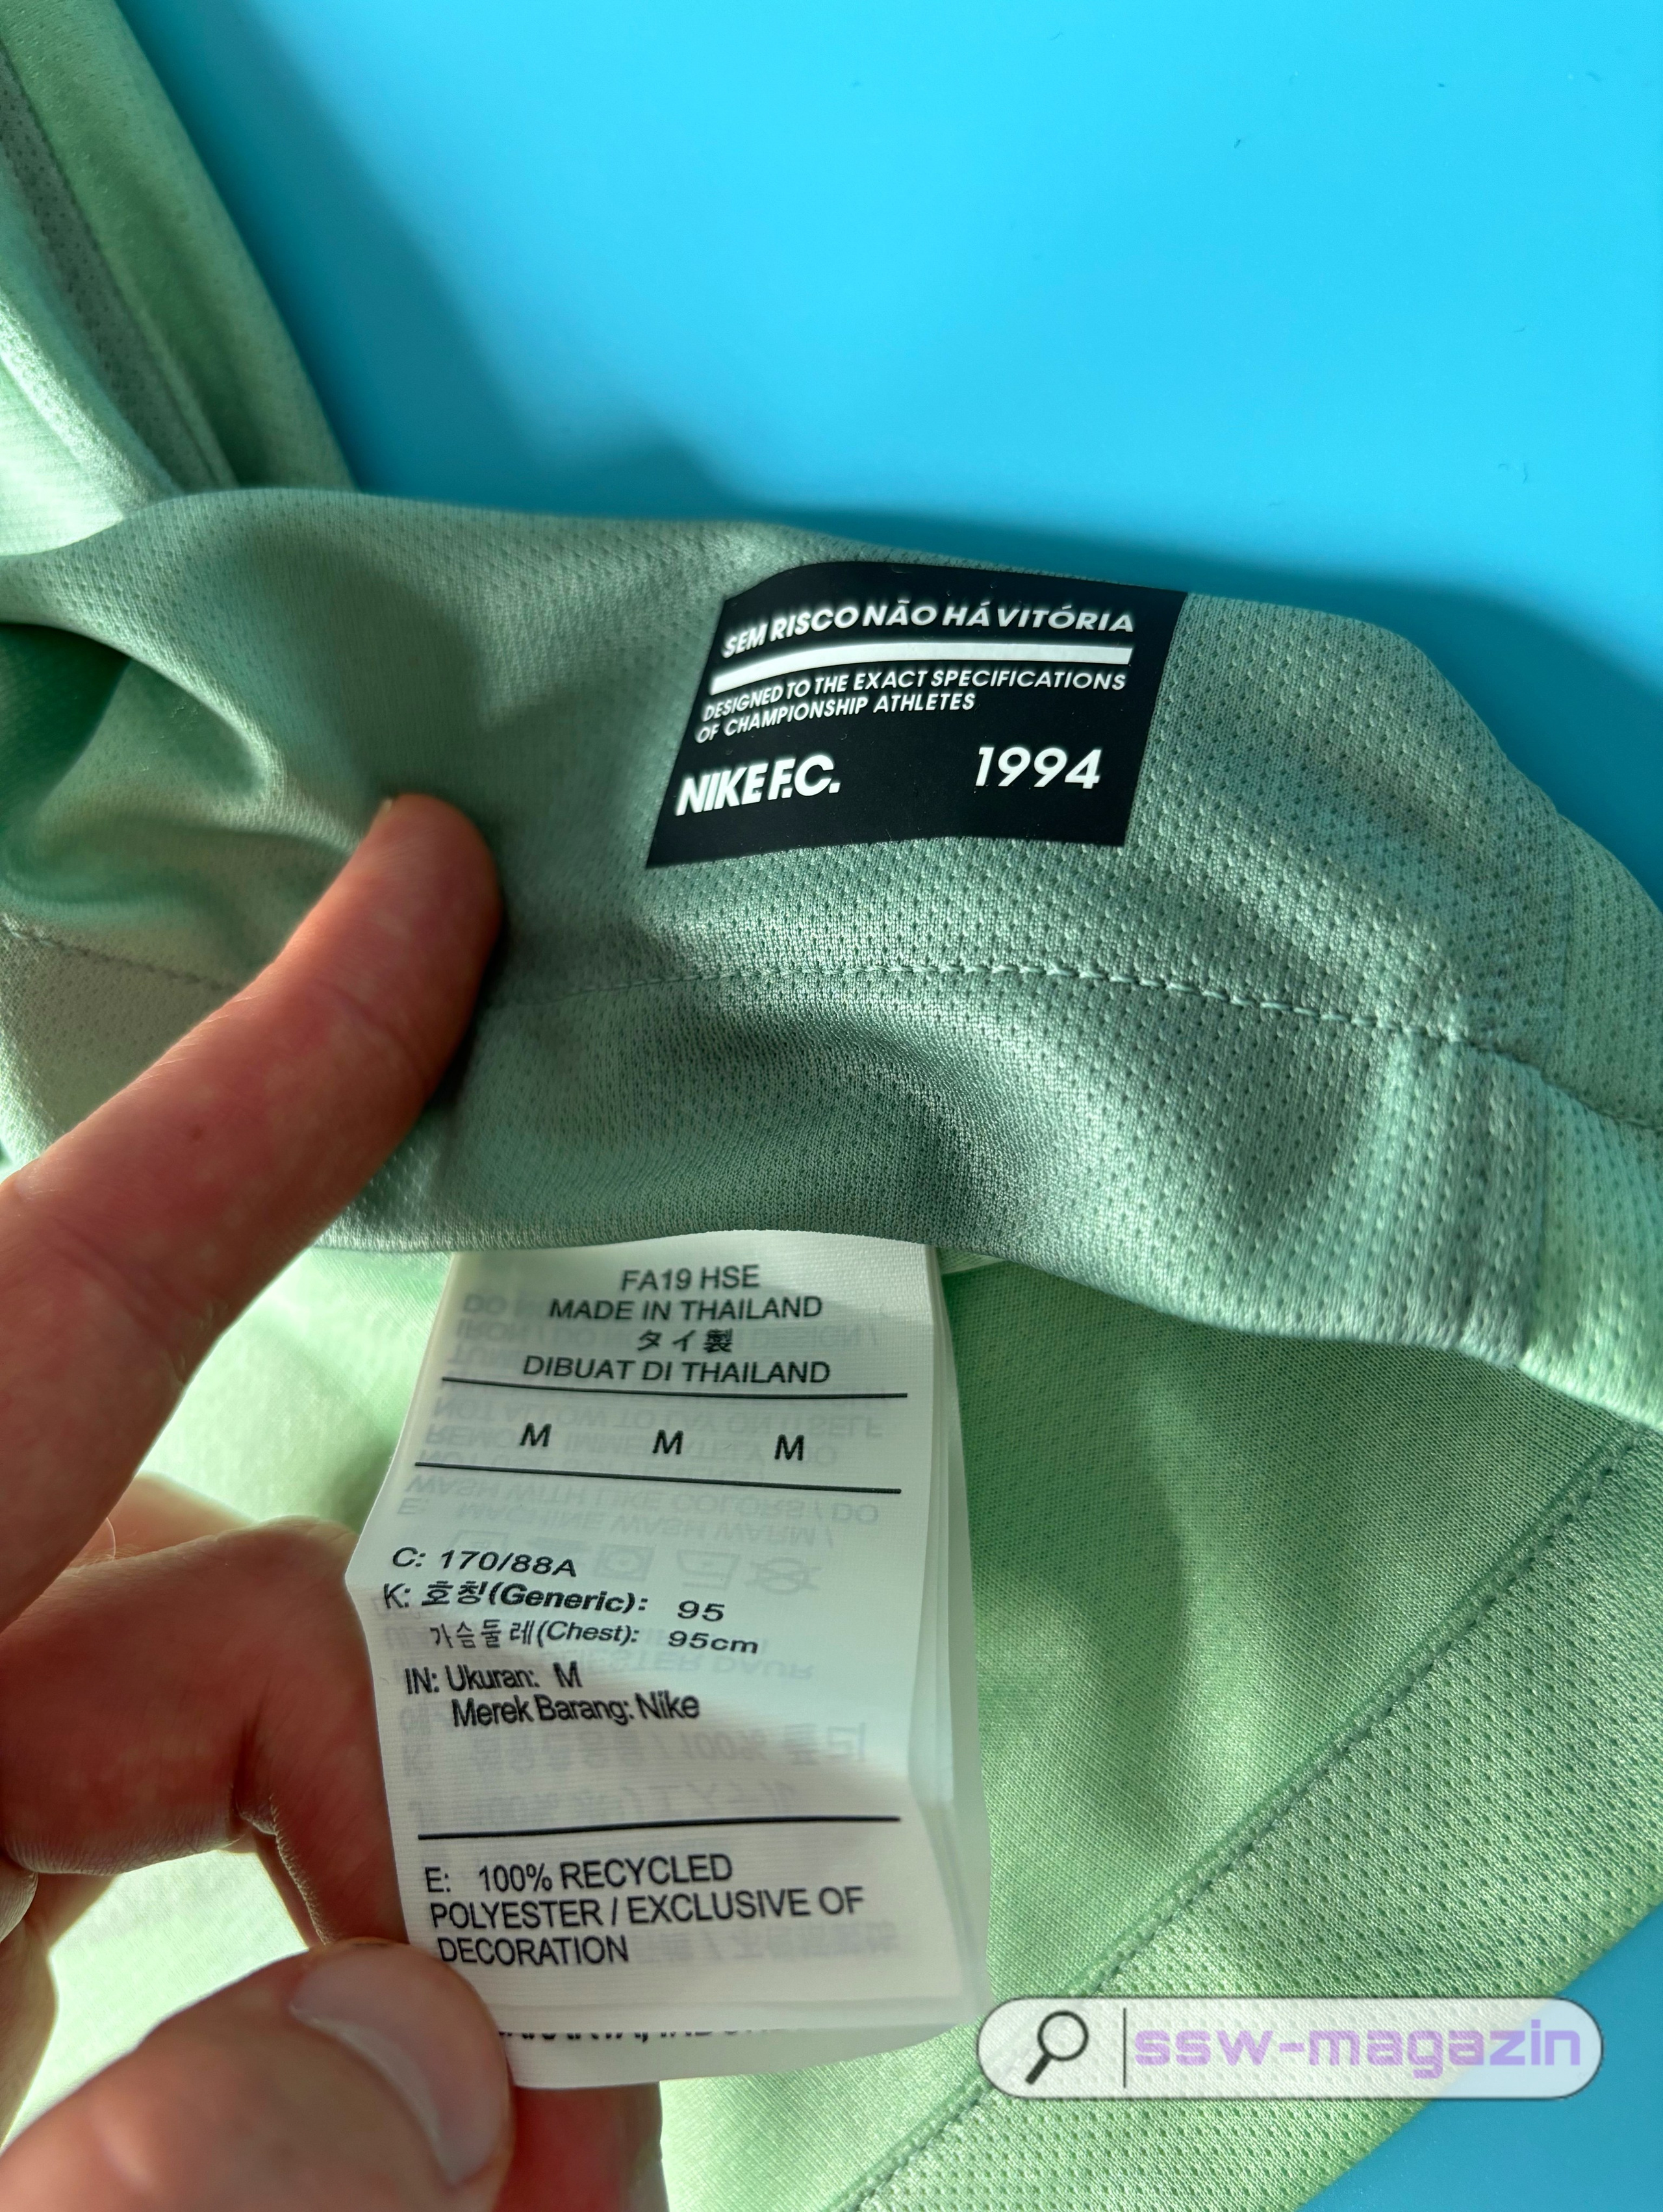 SEM RISCO NÃO HÁ VITÓRIA
DESIGNED TO THE EXACT SPECIFICATIONS
OF CHAMPIONSHIP ATHLETES
NIKE F.C. 1994
FA19 HSE
MADE IN THAILAND
タイ製
DIBUAT DI THAILAND
M M M
C: 170/88A
K: 호칭(Generic): 95
가슴둘레(Chest): 95cm
IN: Ukuran: M
Merek Barang: Nike
E: 100% RECYCLED
POLYESTER / EXCLUSIVE OF
DECORATION
ssw-magazin